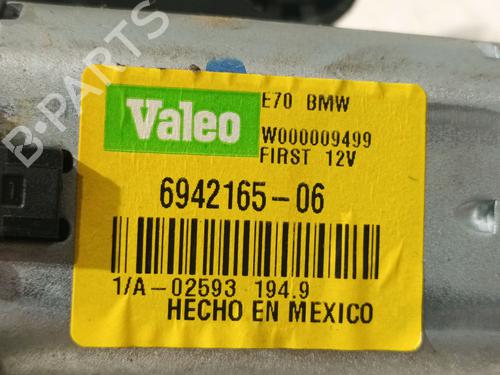 Valeo
E70 BMW
W000009499
FIRST 12V
6942165-06
1/A-02593 194.9
HECHO EN MEXICO
B-PARTS